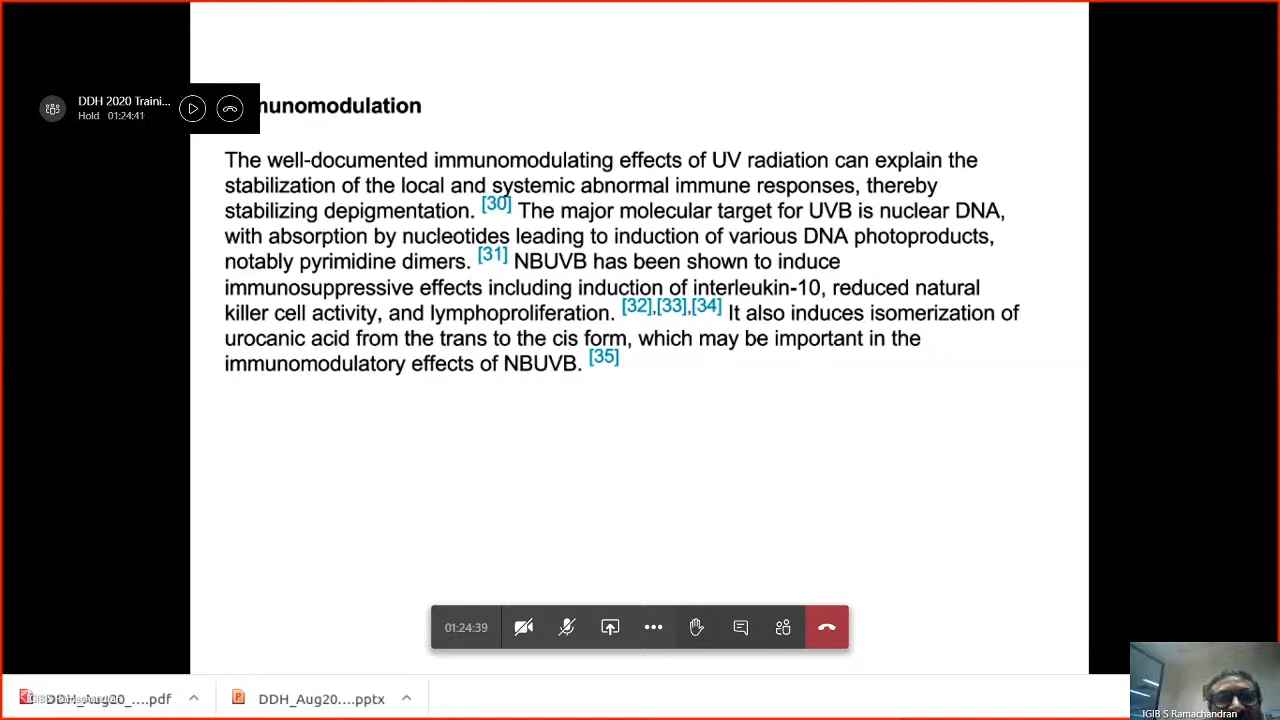 DDH 2020 Traini...
Hold 01:24:41
munomodulation
The well-documented immunomodulating effects of UV radiation can explain the
stabilization of the local and systemic abnormal immune responses, thereby
stabilizing depigmentation. [30] The major molecular target for UVB is nuclear DNA,
with absorption by nucleotides leading to induction of various DNA photoproducts,
notably pyrimidine dimers. [31] NBUVB has been shown to induce
immunosuppressive effects including induction of interleukin-10, reduced natural
killer cell activity, and lymphoproliferation. [32],[33],[34] It also induces isomerization of
urocanic acid from the trans to the cis form, which may be important in the
immunomodulatory effects of NBUVB. [35]
01:24:39
DDH_Aug20_....pdf
DDH_Aug20....pptx
IGIB S Ramachandran